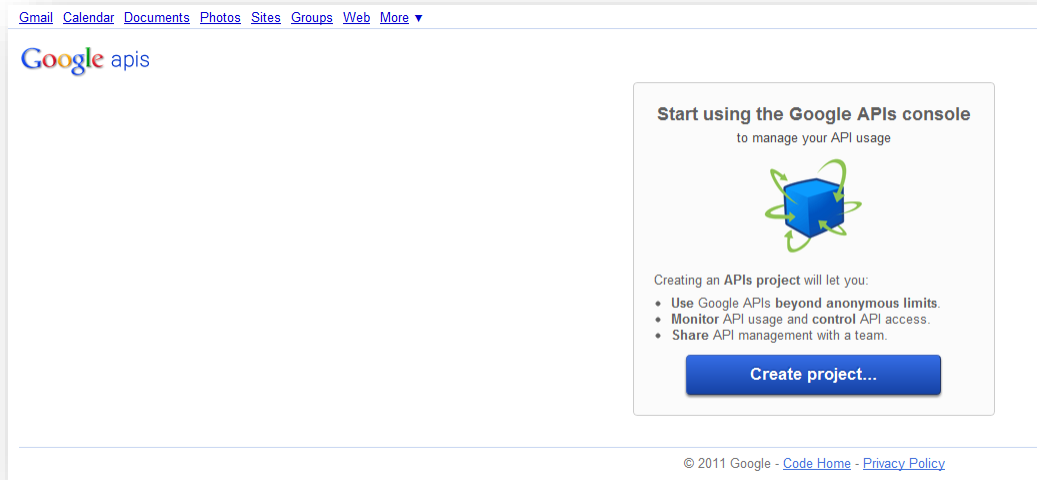 Gmail Calendar Documents Photos Sites Groups Web More ▼
Google apis
Start using the Google APIs console
to manage your API usage
Creating an APIs project will let you:
• Use Google APIs beyond anonymous limits.
• Monitor API usage and control API access.
• Share API management with a team.
Create project...
© 2011 Google - Code Home - Privacy Policy